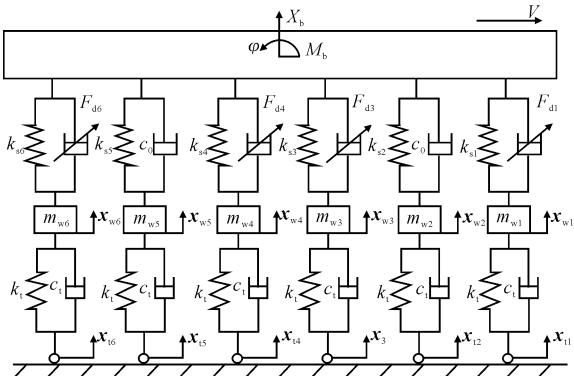 X_b V
φ M_b
F_d6 F_d4 F_d3 F_d1
k_s6 k_s5 c_0 k_s4 k_s3 k_s2 c_0 k_s1
m_w6 x_w6 m_w5 x_w5 m_w4 x_w4 m_w3 x_w3 m_w2 x_w2 m_w1 x_w1
k_t c_t k_t c_t k_t c_t k_t c_t k_t c_t k_t c_t
x_t6 x_t5 x_t4 x_3 x_t2 x_t1